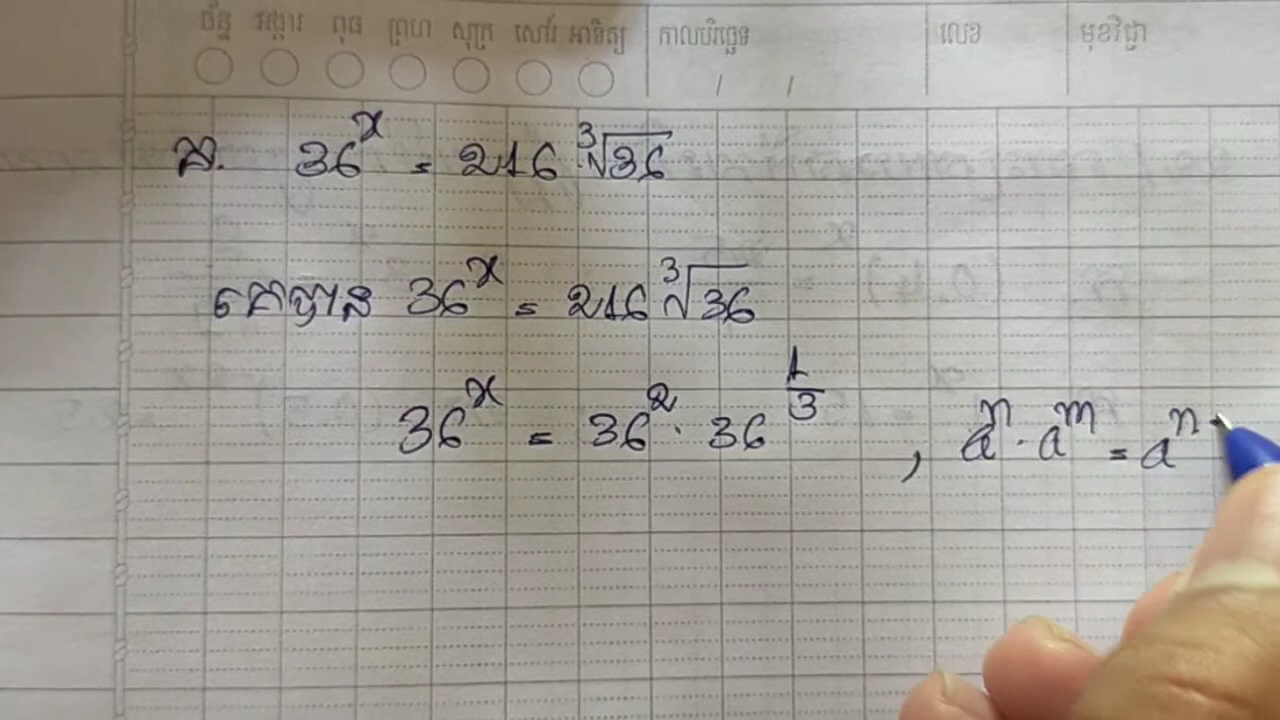 ច័ន្ទ អង្គារ ពុធ ព្រហ សុក្រ សៅរ៍ អាទិត្យ កាលបរិច្ឆេទ លេខ មុខវិជ្ជា
/ /
ស. 36^x = 216 ∛36
គេបាន 36^x = 216 ∛36
36^x = 36^2 · 36^(1/3) , a^n · a^m = a^n